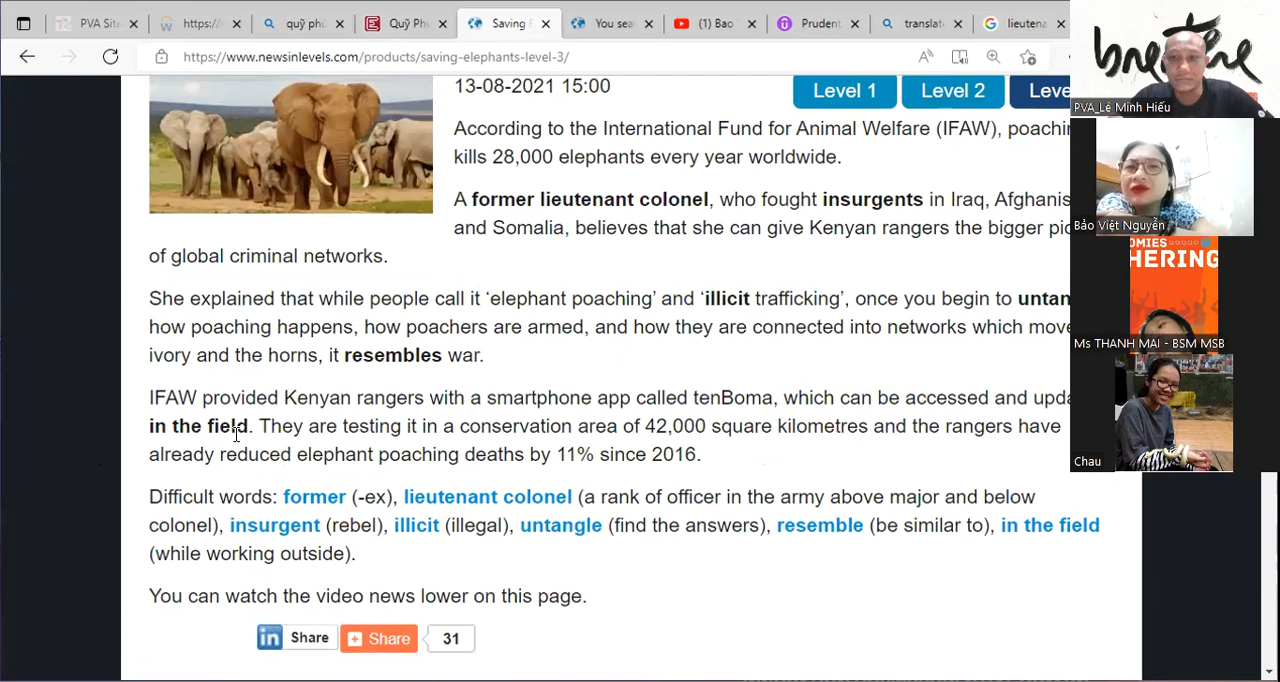 PVA Site
https://
quỹ phú
Quỹ Ph
Saving
You sea
(1) Bao
Prudent
translat
lieutena
https://www.newsinlevels.com/products/saving-elephants-level-3/
13-08-2021 15:00
Level 1
Level 2
Leve
According to the International Fund for Animal Welfare (IFAW), poachin
kills 28,000 elephants every year worldwide.
A former lieutenant colonel, who fought insurgents in Iraq, Afghanis
and Somalia, believes that she can give Kenyan rangers the bigger pic
of global criminal networks.
She explained that while people call it ‘elephant poaching’ and ‘illicit trafficking’, once you begin to untan
how poaching happens, how poachers are armed, and how they are connected into networks which move
ivory and the horns, it resembles war.
IFAW provided Kenyan rangers with a smartphone app called tenBoma, which can be accessed and upda
in the field. They are testing it in a conservation area of 42,000 square kilometres and the rangers have
already reduced elephant poaching deaths by 11% since 2016.
Difficult words: former (-ex), lieutenant colonel (a rank of officer in the army above major and below
colonel), insurgent (rebel), illicit (illegal), untangle (find the answers), resemble (be similar to), in the field
(while working outside).
You can watch the video news lower on this page.
in Share
Share
31
breathe
PVA_Lê Minh Hiếu
Bảo Việt Nguyễn
OMIES
HERING
Ms THANH MAI - BSM MSB
Chau